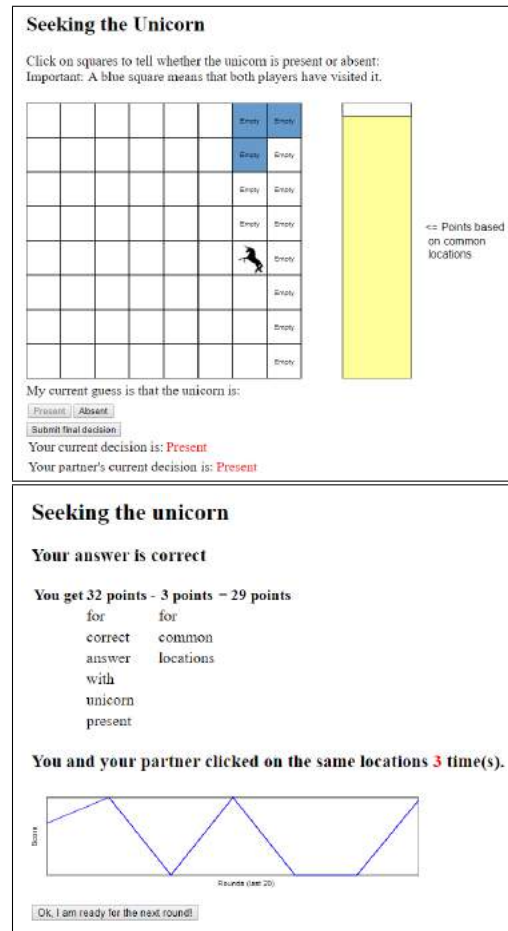 Seeking the Unicorn
Click on squares to tell whether the unicorn is present or absent:
Important: A blue square means that both players have visited it.
Empty Empty
Empty Empty
Empty Empty
Empty Empty
<= Points based
on common
locations
Empty
Empty
Empty
Empty
My current guess is that the unicorn is:
Present Absent
Submit final decision
Your current decision is: Present
Your partner's current decision is: Present
Seeking the unicorn
Your answer is correct
You get 32 points - 3 points = 29 points
for for
correct common
answer locations
with
unicorn
present
You and your partner clicked on the same locations 3 time(s).
Score
Rounds (last 20)
Ok, I am ready for the next round!